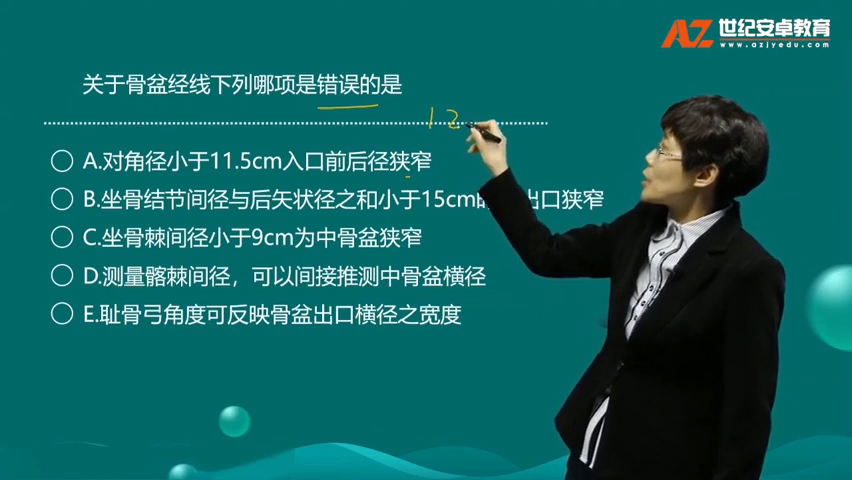 AZ 世纪安卓教育
www.azjyedu.com
关于骨盆经线下列哪项是错误的是
12
A.对角径小于11.5cm入口前后径狭窄
B.坐骨结节间径与后矢状径之和小于15cm 出口狭窄
C.坐骨棘间径小于9cm为中骨盆狭窄
D.测量髂棘间径，可以间接推测中骨盆横径
E.耻骨弓角度可反映骨盆出口横径之宽度